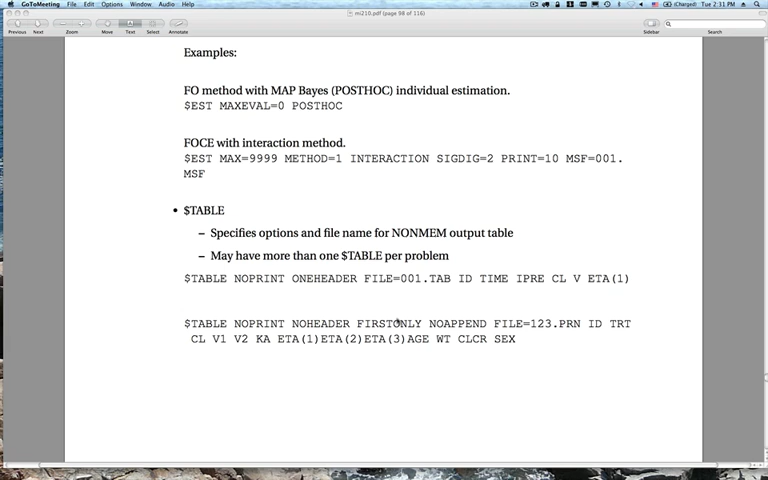 GoToMeeting File Edit Options Window Audio Help (Charged) Tue 2:31 PM
mi210.pdf (page 98 of 116)
Previous Next Zoom Move Text Select Annotate Sidebar Search
Examples:
FO method with MAP Bayes (POSTHOC) individual estimation.
$EST MAXEVAL=0 POSTHOC
FOCE with interaction method.
$EST MAX=9999 METHOD=1 INTERACTION SIGDIG=2 PRINT=10 MSF=001.
MSF
• $TABLE
– Specifies options and file name for NONMEM output table
– May have more than one $TABLE per problem
$TABLE NOPRINT ONEHEADER FILE=001.TAB ID TIME IPRE CL V ETA(1)
$TABLE NOPRINT NOHEADER FIRSTONLY NOAPPEND FILE=123.PRN ID TRT
CL V1 V2 KA ETA(1)ETA(2)ETA(3)AGE WT CLCR SEX